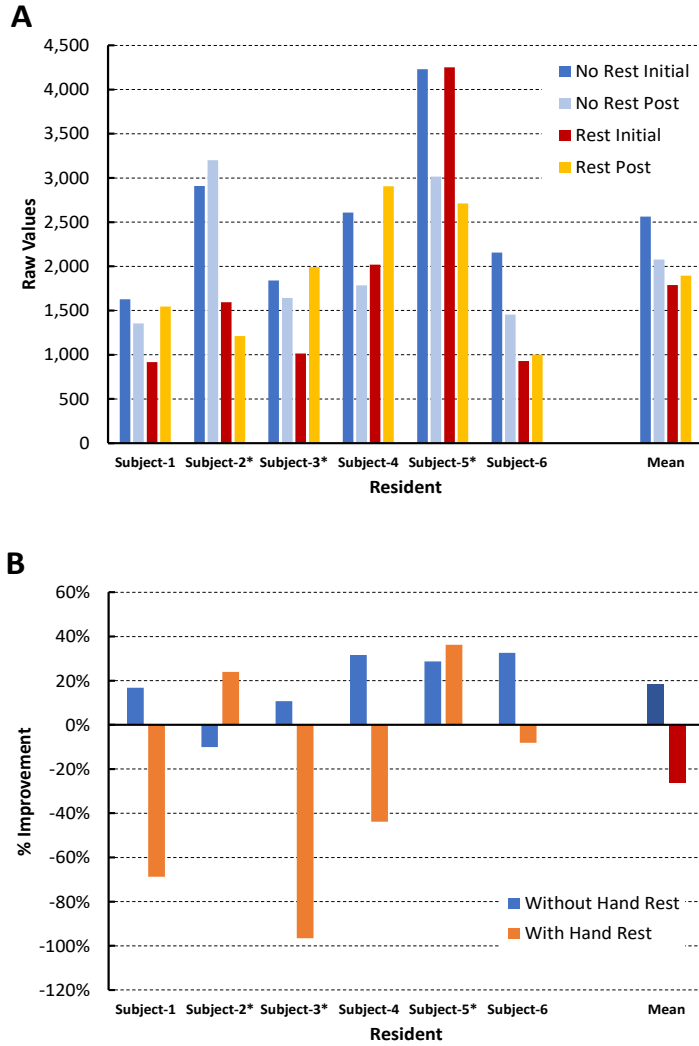 A
4,500
4,000
3,500
3,000
2,500
2,000
1,500
1,000
500
0
Raw Values
No Rest Initial
No Rest Post
Rest Initial
Rest Post
Subject-1 Subject-2* Subject-3* Subject-4 Subject-5* Subject-6 Mean
Resident
B
60%
40%
20%
0%
-20%
-40%
-60%
-80%
-100%
-120%
% Improvement
Without Hand Rest
With Hand Rest
Subject-1 Subject-2* Subject-3* Subject-4 Subject-5* Subject-6 Mean
Resident